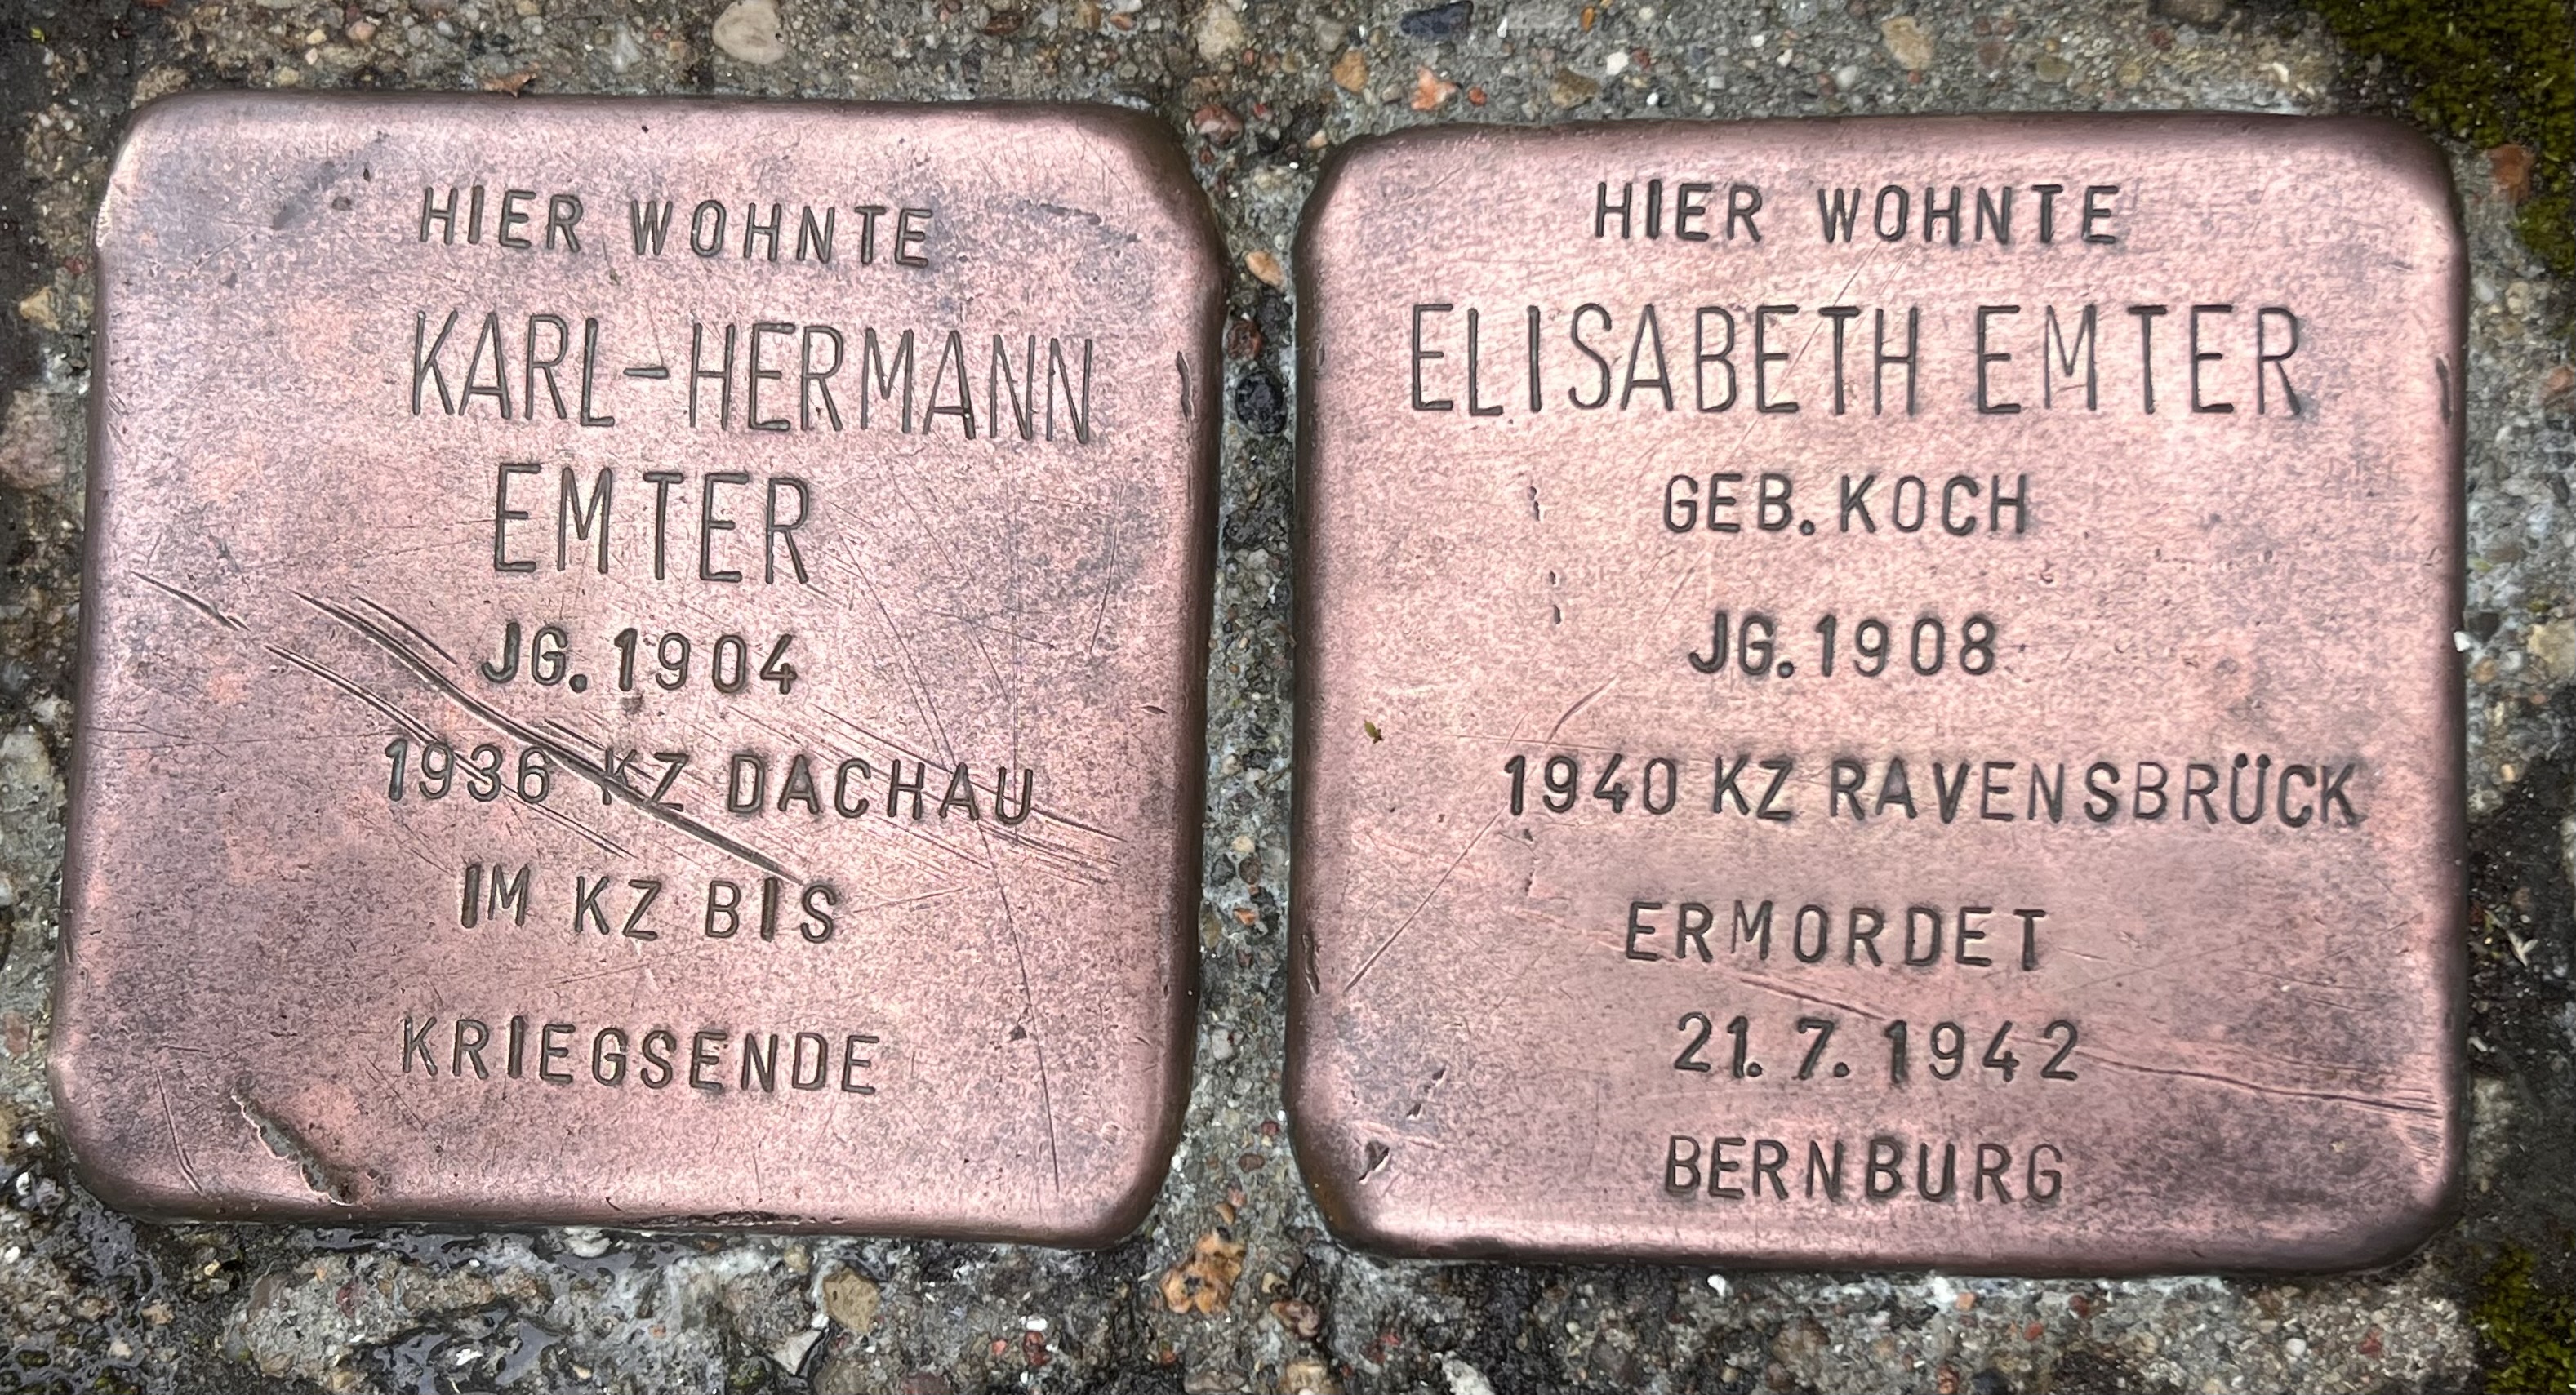 HIER WOHNTE
KARL-HERMANN
EMTER
JG. 1904
1936 KZ DACHAU
IM KZ BIS
KRIEGSENDE
HIER WOHNTE
ELISABETH EMTER
GEB. KOCH
JG. 1908
1940 KZ RAVENSBRÜCK
ERMORDET
21. 7. 1942
BERNBURG